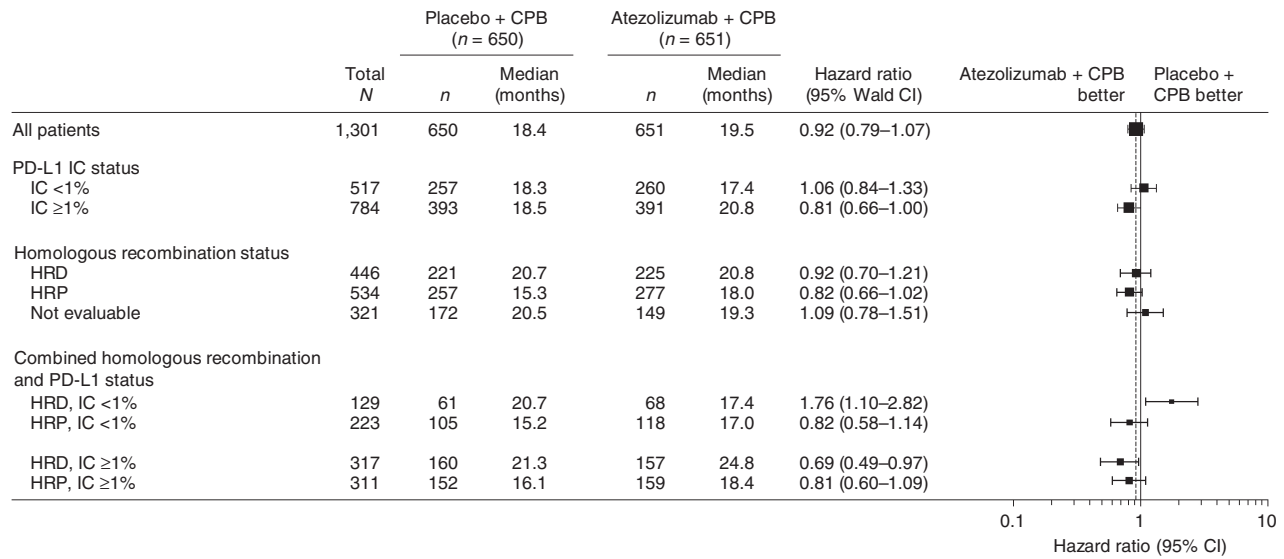 Placebo + CPB Atezolizumab + CPB
(n = 650) (n = 651)
Total Median Median Hazard ratio Atezolizumab + CPB Placebo +
N n (months) n (months) (95% Wald CI) better CPB better
All patients 1,301 650 18.4 651 19.5 0.92 (0.79–1.07)
PD-L1 IC status
IC <1% 517 257 18.3 260 17.4 1.06 (0.84–1.33)
IC ≥1% 784 393 18.5 391 20.8 0.81 (0.66–1.00)
Homologous recombination status
HRD 446 221 20.7 225 20.8 0.92 (0.70–1.21)
HRP 534 257 15.3 277 18.0 0.82 (0.66–1.02)
Not evaluable 321 172 20.5 149 19.3 1.09 (0.78–1.51)
Combined homologous recombination
and PD-L1 status
HRD, IC <1% 129 61 20.7 68 17.4 1.76 (1.10–2.82)
HRP, IC <1% 223 105 15.2 118 17.0 0.82 (0.58–1.14)
HRD, IC ≥1% 317 160 21.3 157 24.8 0.69 (0.49–0.97)
HRP, IC ≥1% 311 152 16.1 159 18.4 0.81 (0.60–1.09)
0.1 1 10
Hazard ratio (95% CI)